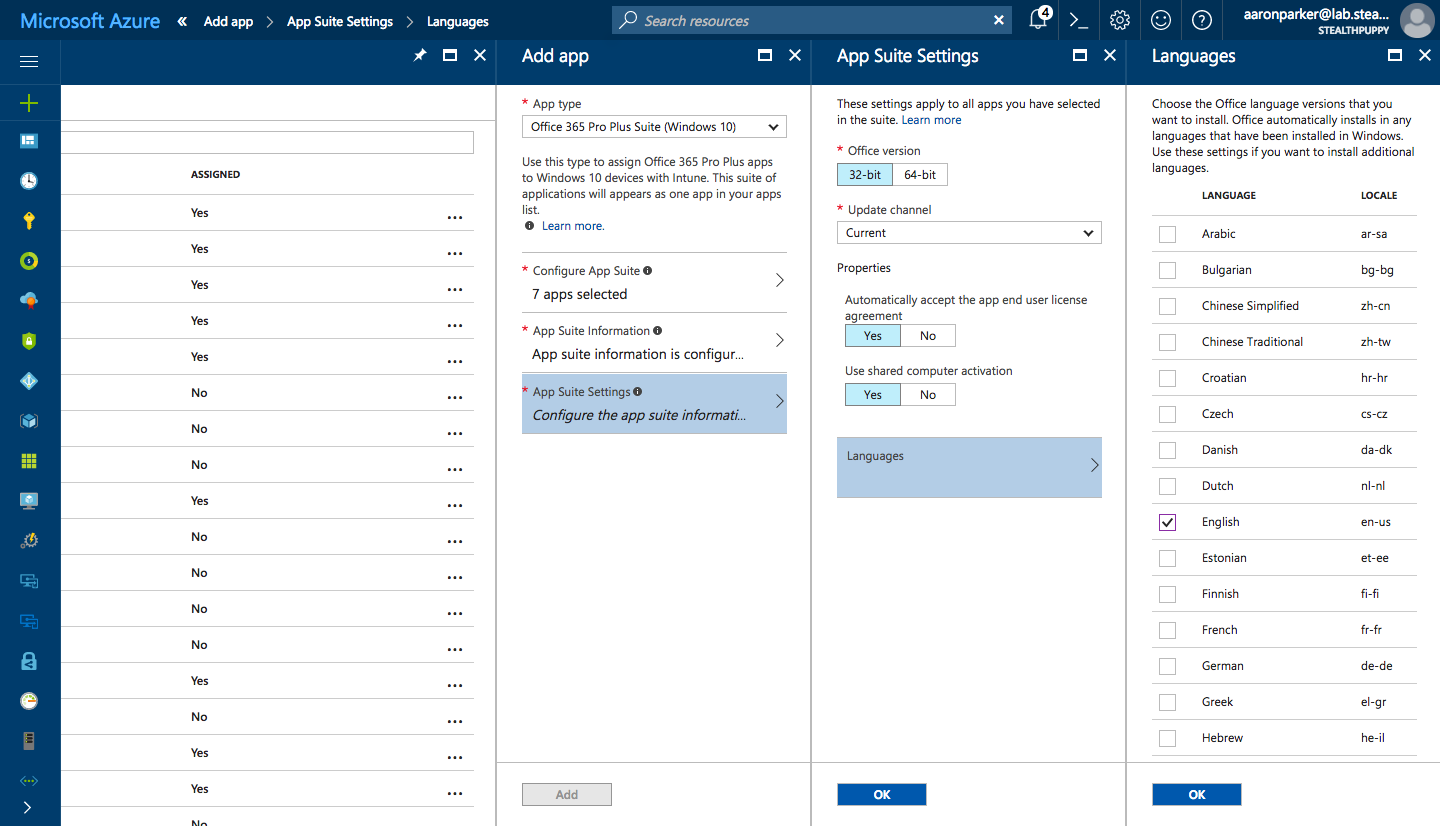 Microsoft Azure « Add app > App Suite Settings > Languages
Search resources
4
aaronparker@lab.stea...
STEALTHPUPPY
ASSIGNED
Yes ...
Yes ...
Yes ...
Yes ...
Yes ...
No ...
No ...
No ...
Yes ...
No ...
No ...
No ...
No ...
Yes ...
No ...
Yes ...
Yes ...
No
Add app
* App type
Office 365 Pro Plus Suite (Windows 10)
Use this type to assign Office 365 Pro Plus apps
to Windows 10 devices with Intune. This suite of
applications will appears as one app in your apps
list.
Learn more.
* Configure App Suite
7 apps selected
* App Suite Information
App suite information is configur...
* App Suite Settings
Configure the app suite informati...
Add
App Suite Settings
These settings apply to all apps you have selected
in the suite. Learn more
* Office version
32-bit 64-bit
* Update channel
Current
Properties
Automatically accept the app end user license
agreement
Yes No
Use shared computer activation
Yes No
Languages
OK
Languages
Choose the Office language versions that you
want to install. Office automatically installs in any
languages that have been installed in Windows.
Use these settings if you want to install additional
languages.
LANGUAGE LOCALE
Arabic ar-sa
Bulgarian bg-bg
Chinese Simplified zh-cn
Chinese Traditional zh-tw
Croatian hr-hr
Czech cs-cz
Danish da-dk
Dutch nl-nl
English en-us
Estonian et-ee
Finnish fi-fi
French fr-fr
German de-de
Greek el-gr
Hebrew he-il
OK